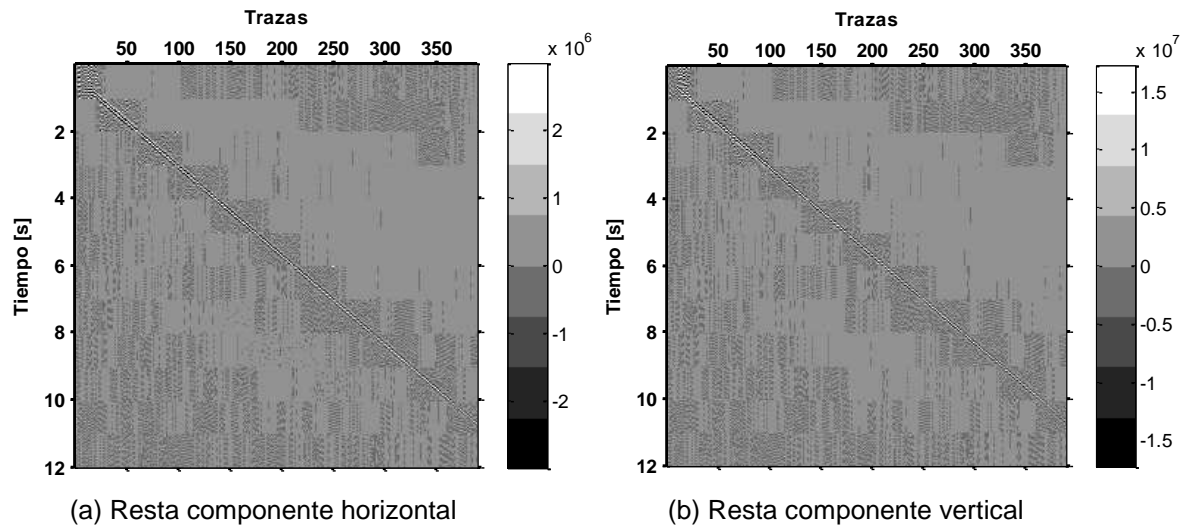 Trazas
50 100 150 200 250 300 350
x 10^6
Tiempo [s]
2
4
6
8
10
12
2
1
0
-1
-2
(a) Resta componente horizontal
Trazas
50 100 150 200 250 300 350
x 10^7
Tiempo [s]
2
4
6
8
10
12
1.5
1
0.5
0
-0.5
-1
-1.5
(b) Resta componente vertical